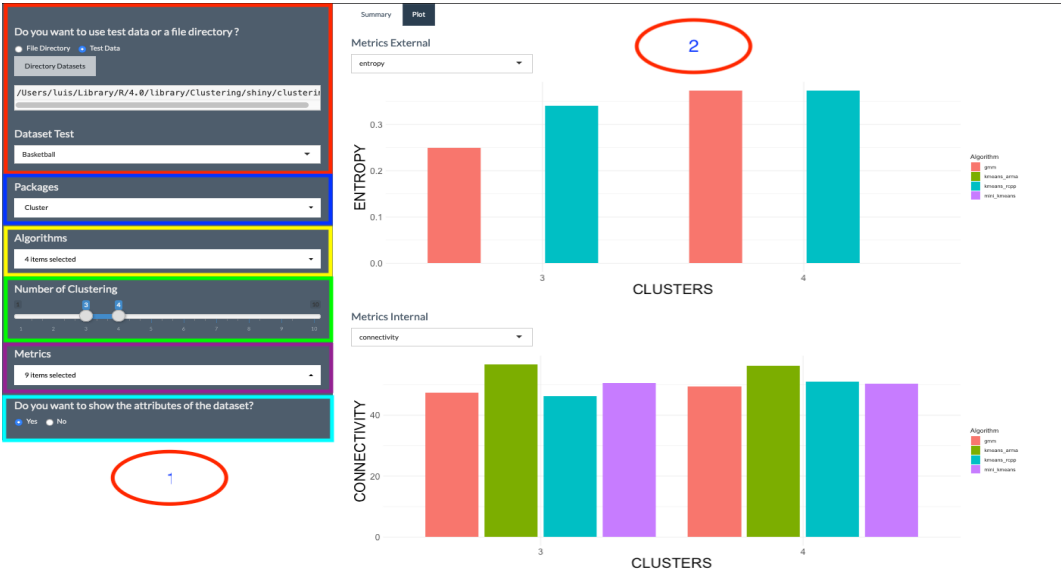 Do you want to use test data or a file directory ?
File Directory Test Data
Directory Datasets
/Users/luis/Library/R/4.0/library/Clustering/shiny/clusterin
Dataset Test
Basketball
Packages
Cluster
Algorithms
4 items selected
Number of Clustering
3 4 10
1 2 3 4 5 6 7 8 9 10
Metrics
9 items selected
Do you want to show the attributes of the dataset?
Yes No
1
Summary Plot
2
Metrics External
entropy
ENTROPY
0.3
0.2
0.1
0.0
3 4
CLUSTERS
Algorithm
gmm
kmeans_arma
kmeans_rcpp
mini_kmeans
Metrics Internal
connectivity
CONNECTIVITY
40
20
0
3 4
CLUSTERS
Algorithm
gmm
kmeans_arma
kmeans_rcpp
mini_kmeans